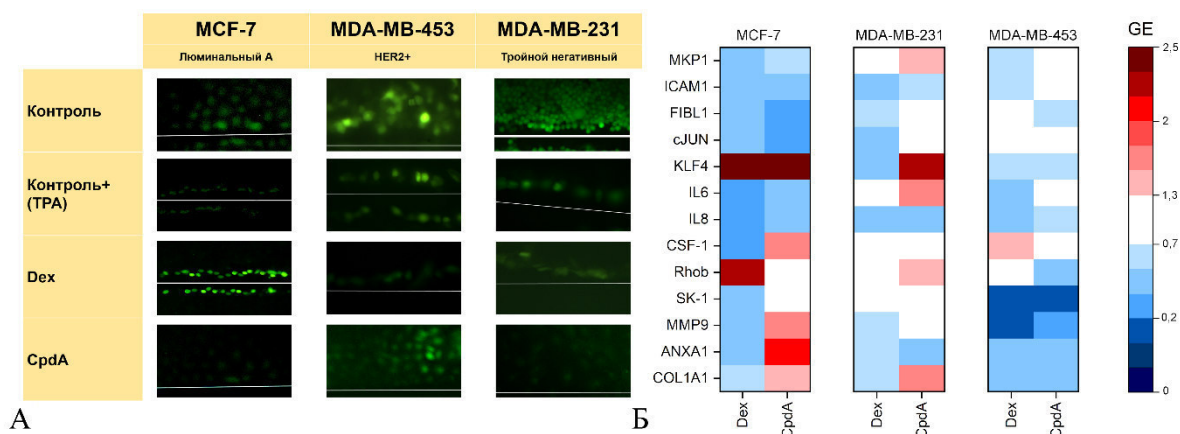 MCF-7 MDA-MB-453 MDA-MB-231
Люминальный А HER2+ Тройной негативный
Контроль
Контроль+
(TPA)
Dex
CpdA
А
MCF-7 MDA-MB-231 MDA-MB-453 GE
MKP1
ICAM1
FIBL1
cJUN
KLF4
IL6
IL8
CSF-1
Rhob
SK-1
MMP9
ANXA1
COL1A1
Dex CpdA Dex CpdA Dex CpdA
2,5
2
1,3
0,7
0,2
0
Б